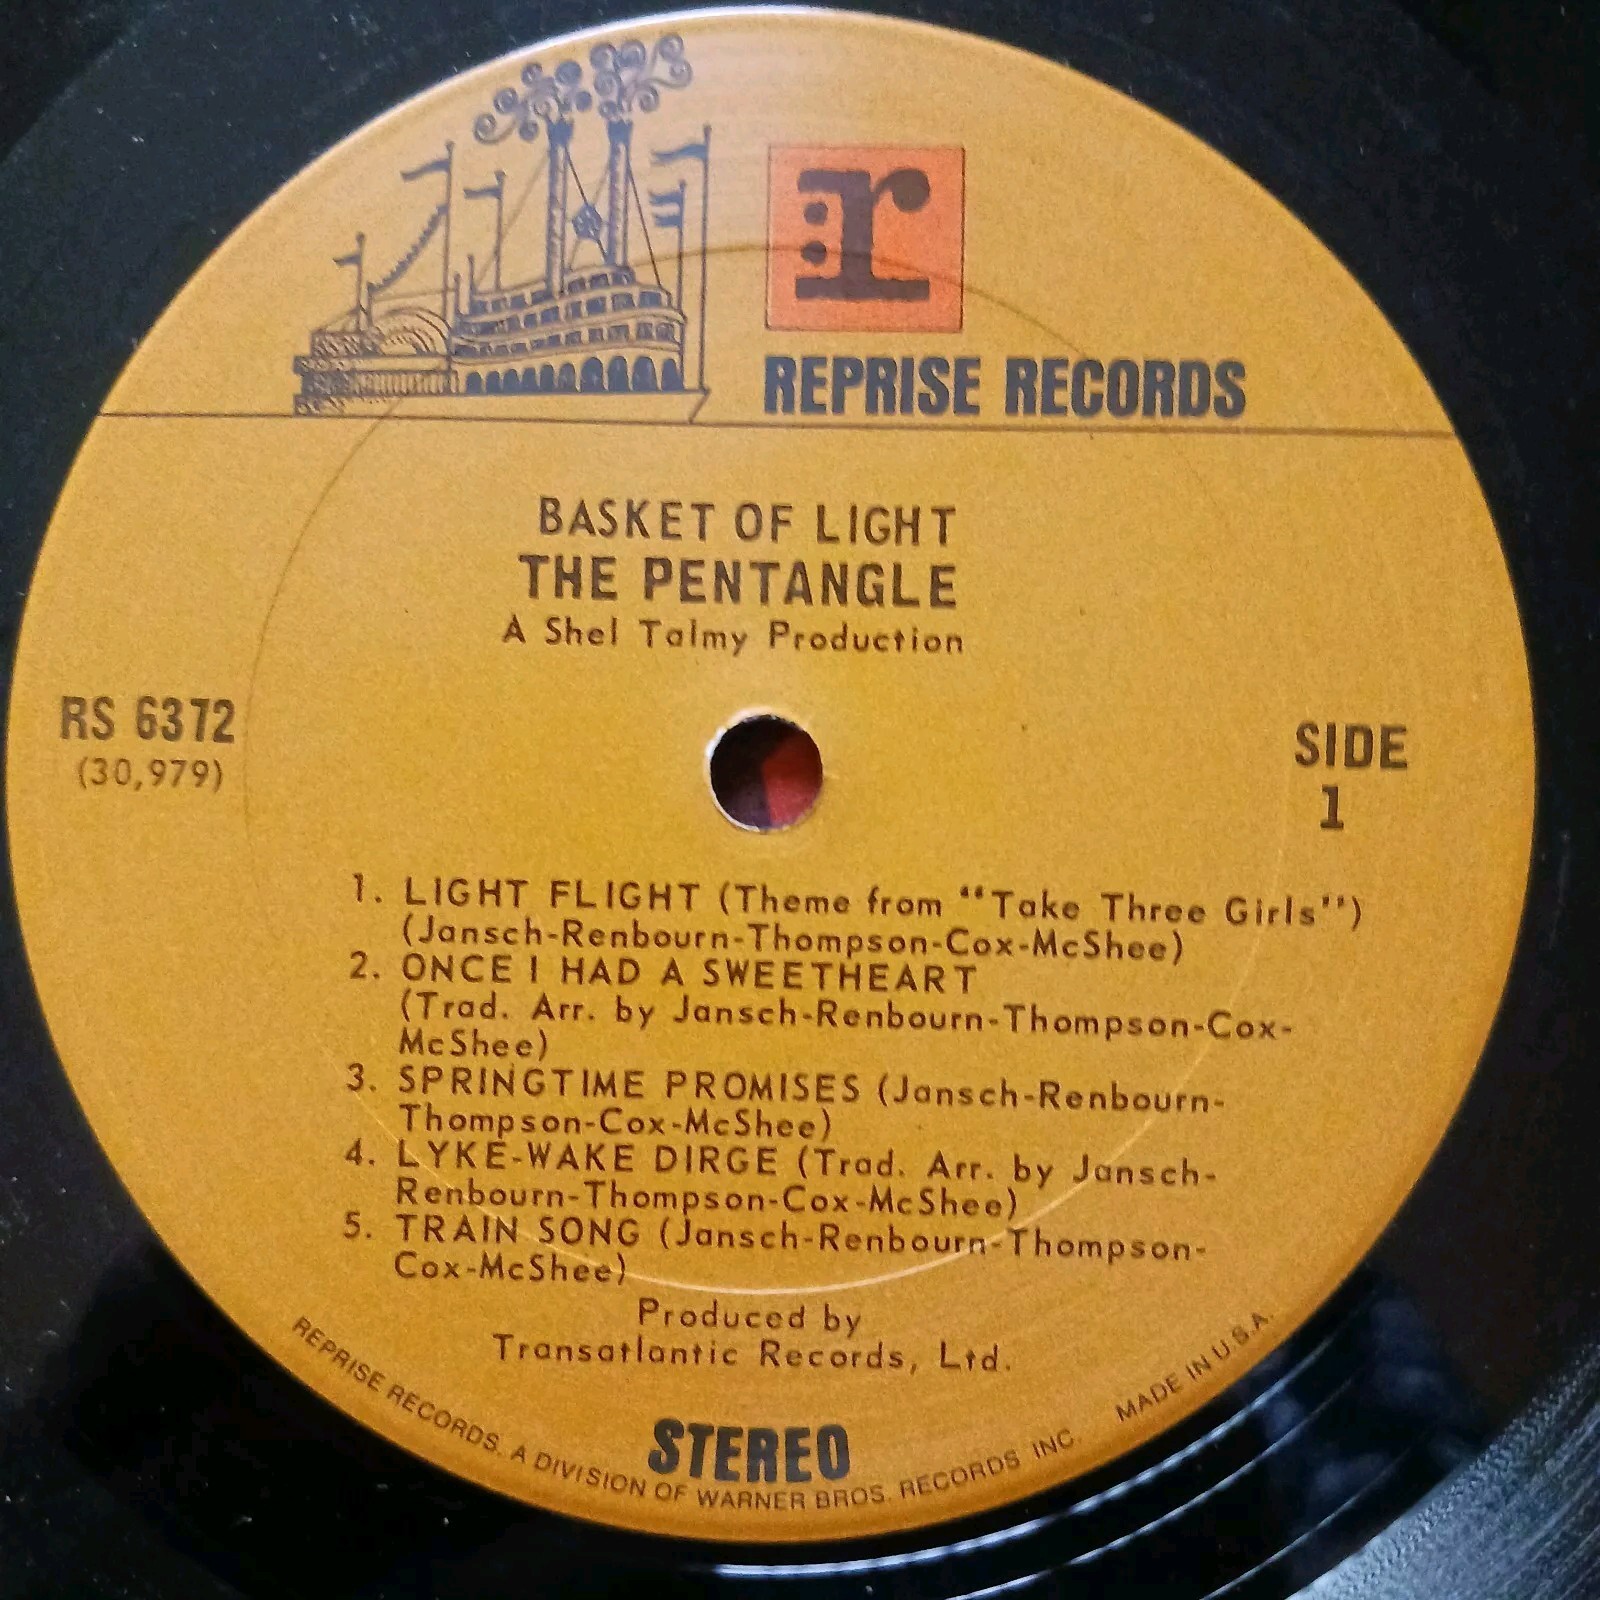 r:
REPRISE RECORDS
BASKET OF LIGHT
THE PENTANGLE
A Shel Talmy Production
RS 6372
(30,979)
SIDE
1
1. LIGHT FLIGHT (Theme from "Take Three Girls")
(Jansch-Renbourn-Thompson-Cox-McShee)
2. ONCE I HAD A SWEETHEART
(Trad. Arr. by Jansch-Renbourn-Thompson-Cox-
McShee)
3. SPRINGTIME PROMISES (Jansch-Renbourn-
Thompson-Cox-McShee)
4. LYKE-WAKE DIRGE (Trad. Arr. by Jansch-
Renbourn-Thompson-Cox-McShee)
5. TRAIN SONG (Jansch-Renbourn-Thompson-
Cox-McShee)
Produced by
Transatlantic Records, Ltd.
STEREO
REPRISE RECORDS, A DIVISION OF WARNER BROS. RECORDS INC. MADE IN U.S.A.